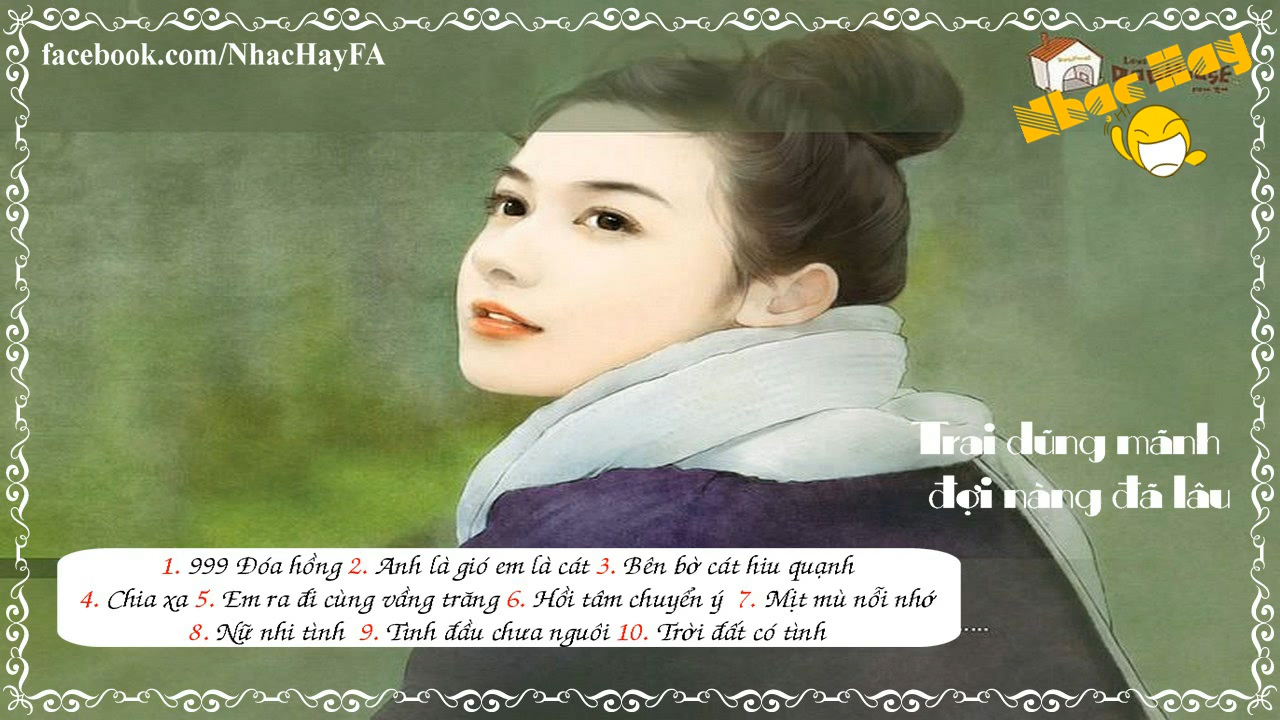 facebook.com/NhacHayFA
Nhạc Hay
Trai dũng mãnh
đợi nàng đã lâu
1. 999 Đóa hồng 2. Anh là gió em là cát 3. Bên bờ cát hiu quạnh
4. Chia xa 5. Em ra đi cùng vầng trăng 6. Hồi tâm chuyển ý 7. Mịt mù nỗi nhớ
8. Nữ nhi tình 9. Tình đầu chưa nguôi 10. Trời đất có tình .....